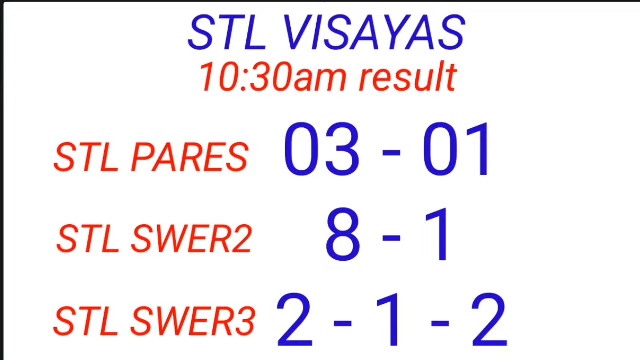 STL VISAYAS
10:30am result
STL PARES 03 - 01
STL SWER2 8 - 1
STL SWER3 2 - 1 - 2